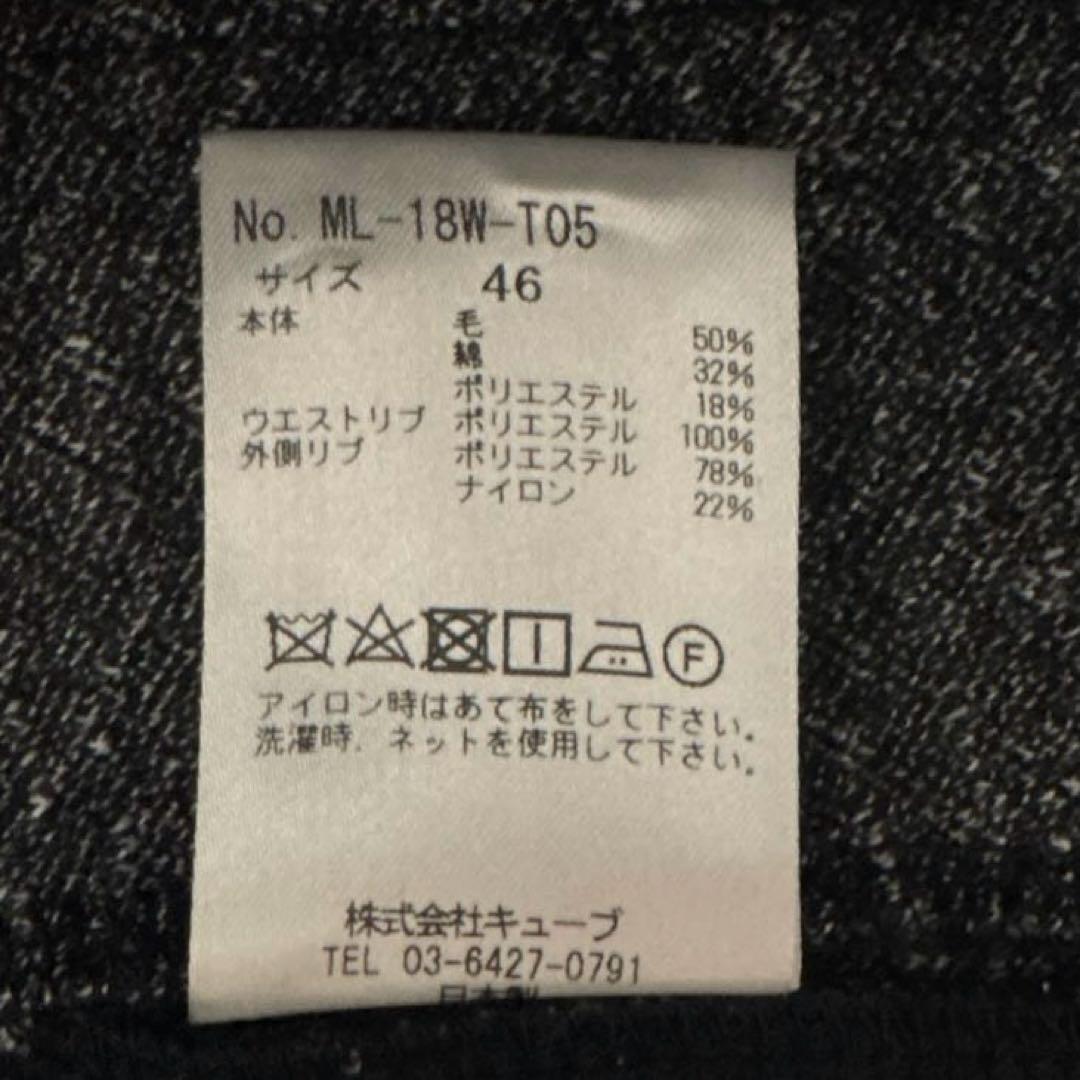 No. ML-18W-T05
サイズ 46
本体 毛 50%
綿 32%
ポリエステル 18%
ウエストリブ ポリエステル 100%
外側リブ ポリエステル 78%
ナイロン 22%
F
アイロン時はあて布をして下さい。
洗濯時、ネットを使用して下さい。
株式会社キューブ
TEL 03-6427-0791
日本製